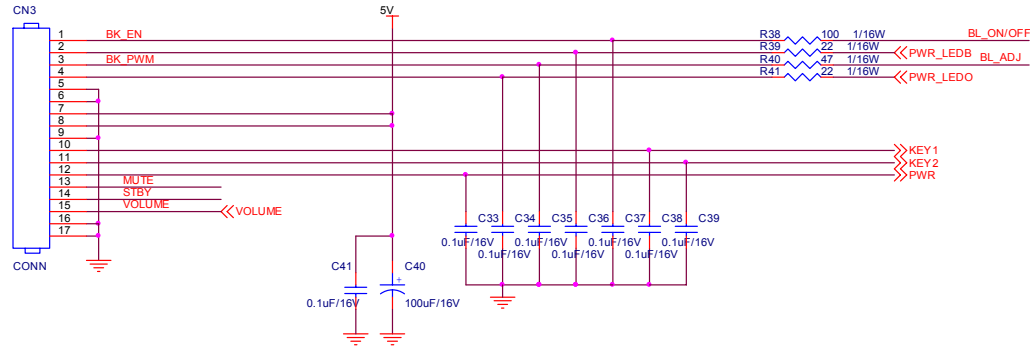 CN3
5V
1 BK_EN R38 100 1/16W BL_ON/OFF
2 R39 22 1/16W PWR_LEDB
3 BK_PWM R40 47 1/16W BL_ADJ
4 R41 22 1/16W PWR_LEDO
5
6
7
8
9
10 KEY1
11 KEY2
12 PWR
13 MUTE
14 STBY
15 VOLUME VOLUME
16
17
C33 C34 C35 C36 C37 C38 C39
0.1uF/16V 0.1uF/16V 0.1uF/16V 0.1uF/16V
0.1uF/16V 0.1uF/16V 0.1uF/16V
CONN
C41 C40
+
0.1uF/16V 100uF/16V